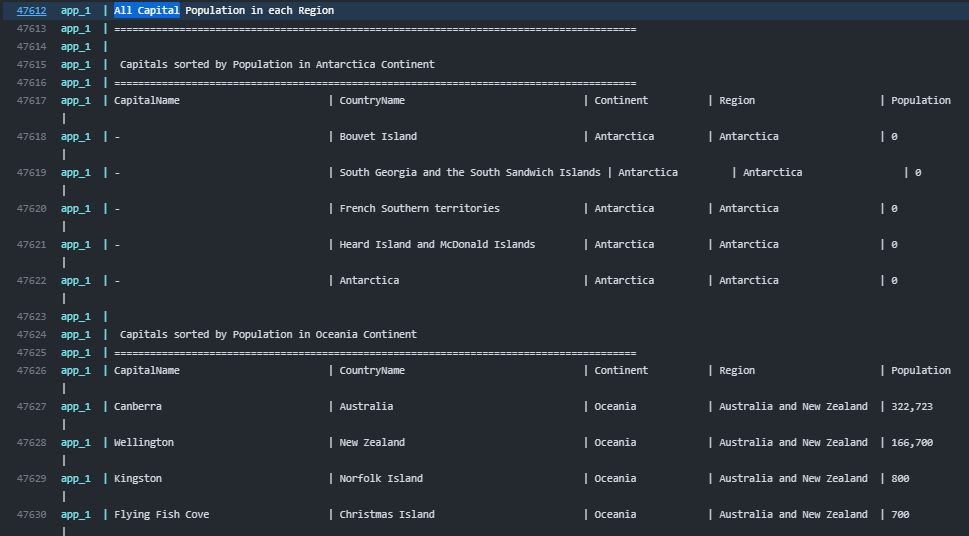 47612 app_1 | All Capital Population in each Region
47613 app_1 | ========================================================================================
47614 app_1 |
47615 app_1 |  Capitals sorted by Population in Antarctica Continent
47616 app_1 | ========================================================================================
47617 app_1 | CapitalName | CountryName | Continent | Region | Population
|
47618 app_1 | - | Bouvet Island | Antarctica | Antarctica | 0
|
47619 app_1 | - | South Georgia and the South Sandwich Islands | Antarctica | Antarctica | 0
|
47620 app_1 | - | French Southern territories | Antarctica | Antarctica | 0
|
47621 app_1 | - | Heard Island and McDonald Islands | Antarctica | Antarctica | 0
|
47622 app_1 | - | Antarctica | Antarctica | Antarctica | 0
|
47623 app_1 |
47624 app_1 |  Capitals sorted by Population in Oceania Continent
47625 app_1 | ========================================================================================
47626 app_1 | CapitalName | CountryName | Continent | Region | Population
|
47627 app_1 | Canberra | Australia | Oceania | Australia and New Zealand | 322,723
|
47628 app_1 | Wellington | New Zealand | Oceania | Australia and New Zealand | 166,700
|
47629 app_1 | Kingston | Norfolk Island | Oceania | Australia and New Zealand | 800
|
47630 app_1 | Flying Fish Cove | Christmas Island | Oceania | Australia and New Zealand | 700
|